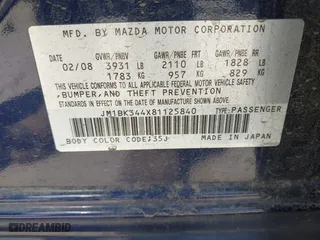 MFD. BY MAZDA MOTOR CORPORATION
GVWR/PNBV GAWR/PNBE FR GAWR/PNBE RR
02/08 3931 LB 2110 LB 1828 LB
1783 KG 957 KG 829 KG
THIS VEHICLE CONFORMS TO ALL APPLICABLE FEDERAL MOTOR VEHICLE SAFETY
,BUMPER,AND THEFT PREVENTION
STANDARDS IN EFFECT ON THE DATE OF MANUFACTURE SHOWN ABOVE.
JM1BK344X81125840 TYPE:PASSENGER
BODY COLOR CODE:35J MADE IN JAPAN
DREAMBID